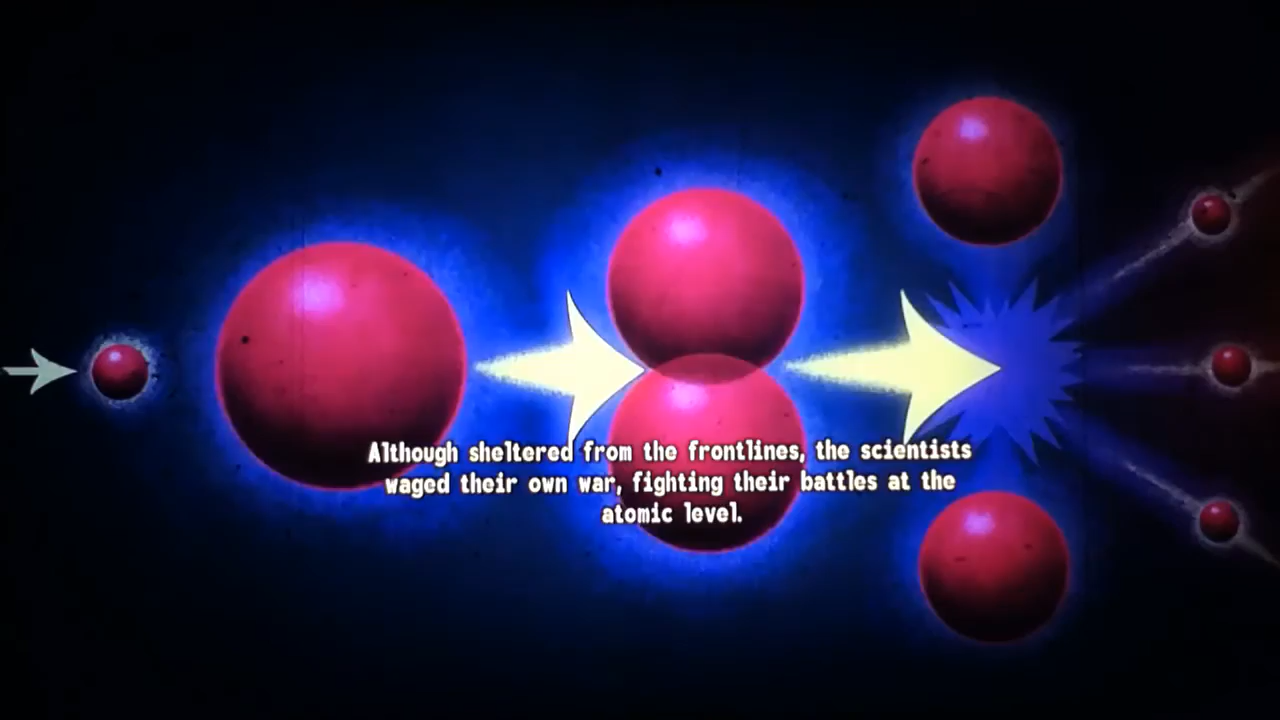 Although sheltered from the frontlines, the scientists
waged their own war, fighting their battles at the
atomic level.